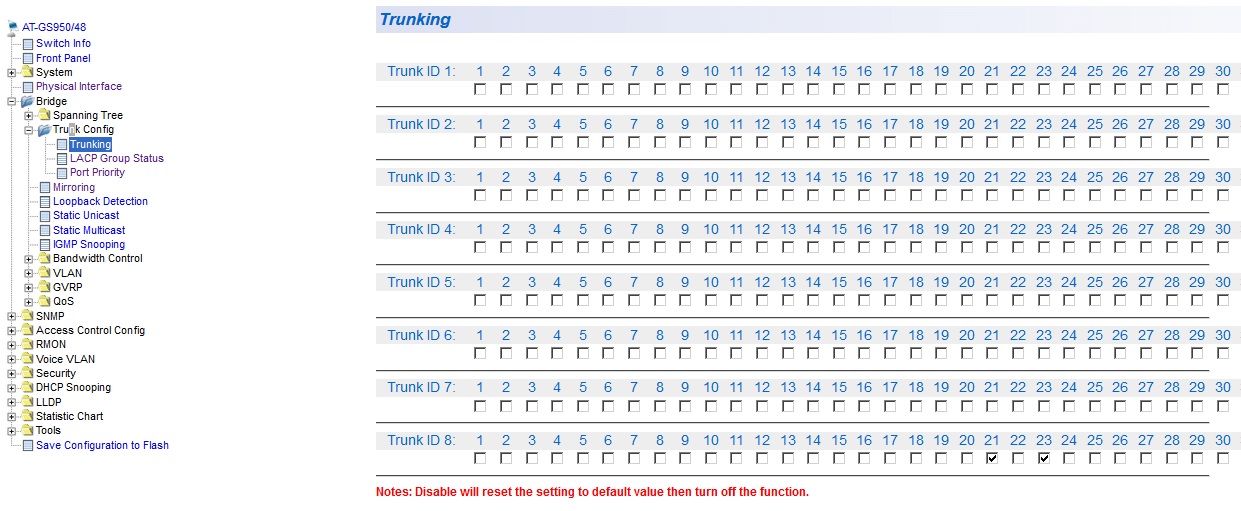 AT-GS950/48
Switch Info
Front Panel
System
Physical Interface
Bridge
Spanning Tree
Trunk Config
Trunking
LACP Group Status
Port Priority
Mirroring
Loopback Detection
Static Unicast
Static Multicast
IGMP Snooping
Bandwidth Control
VLAN
GVRP
QoS
SNMP
Access Control Config
RMON
Voice VLAN
Security
DHCP Snooping
LLDP
Statistic Chart
Tools
Save Configuration to Flash
Trunking
Trunk ID 1: 1 2 3 4 5 6 7 8 9 10 11 12 13 14 15 16 17 18 19 20 21 22 23 24 25 26 27 28 29 30
Trunk ID 2: 1 2 3 4 5 6 7 8 9 10 11 12 13 14 15 16 17 18 19 20 21 22 23 24 25 26 27 28 29 30
Trunk ID 3: 1 2 3 4 5 6 7 8 9 10 11 12 13 14 15 16 17 18 19 20 21 22 23 24 25 26 27 28 29 30
Trunk ID 4: 1 2 3 4 5 6 7 8 9 10 11 12 13 14 15 16 17 18 19 20 21 22 23 24 25 26 27 28 29 30
Trunk ID 5: 1 2 3 4 5 6 7 8 9 10 11 12 13 14 15 16 17 18 19 20 21 22 23 24 25 26 27 28 29 30
Trunk ID 6: 1 2 3 4 5 6 7 8 9 10 11 12 13 14 15 16 17 18 19 20 21 22 23 24 25 26 27 28 29 30
Trunk ID 7: 1 2 3 4 5 6 7 8 9 10 11 12 13 14 15 16 17 18 19 20 21 22 23 24 25 26 27 28 29 30
Trunk ID 8: 1 2 3 4 5 6 7 8 9 10 11 12 13 14 15 16 17 18 19 20 21 22 23 24 25 26 27 28 29 30
Notes: Disable will reset the setting to default value then turn off the function.